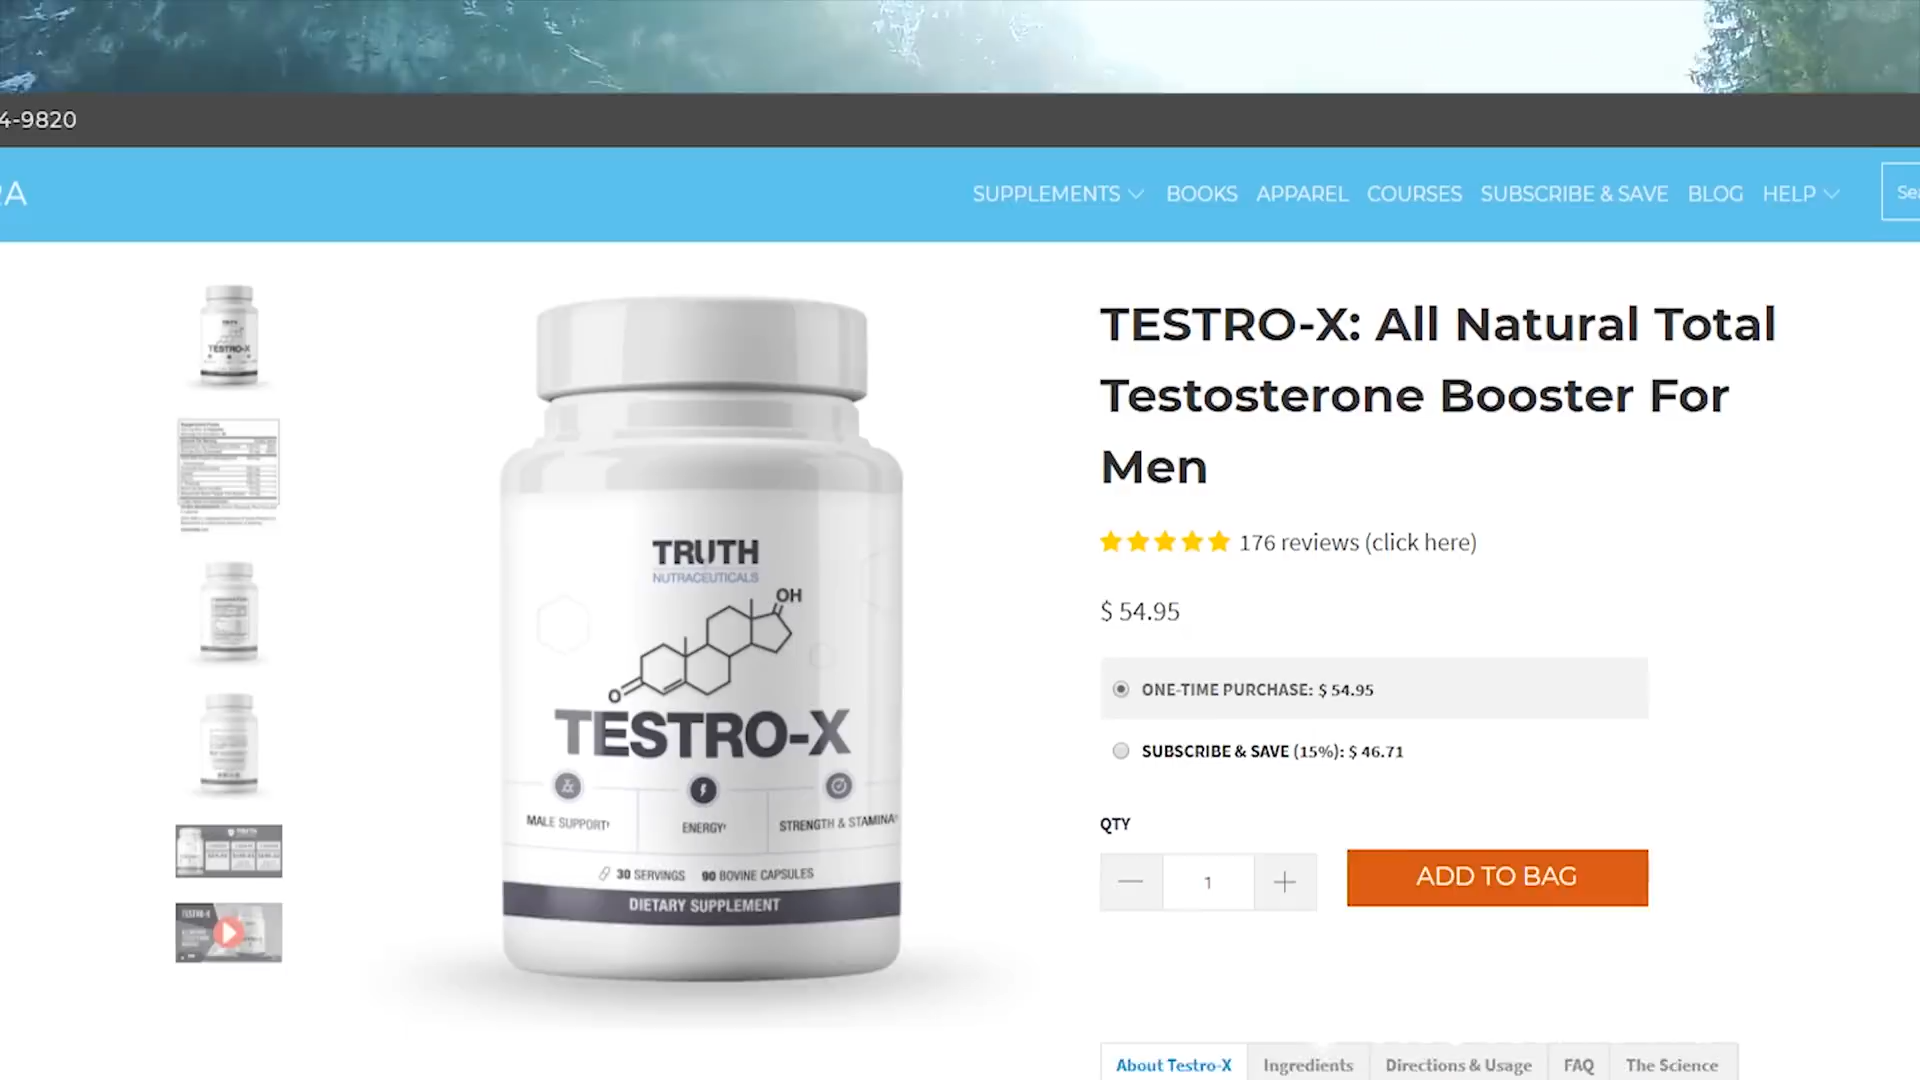 4-9820
RA
SUPPLEMENTS BOOKS APPAREL COURSES SUBSCRIBE & SAVE BLOG HELP
TESTRO-X: All Natural Total
Testosterone Booster For
Men
176 reviews (click here)
$ 54.95
ONE-TIME PURCHASE: $ 54.95
SUBSCRIBE & SAVE (15%): $ 46.71
QTY
1
ADD TO BAG
About Testro-X Ingredients Directions & Usage FAQ The Science
TRUTH
NUTRACEUTICALS
OH
O
TESTRO-X
MALE SUPPORT† ENERGY† STRENGTH & STAMINA†
30 SERVINGS 90 BOVINE CAPSULES
DIETARY SUPPLEMENT
TESTRO-X